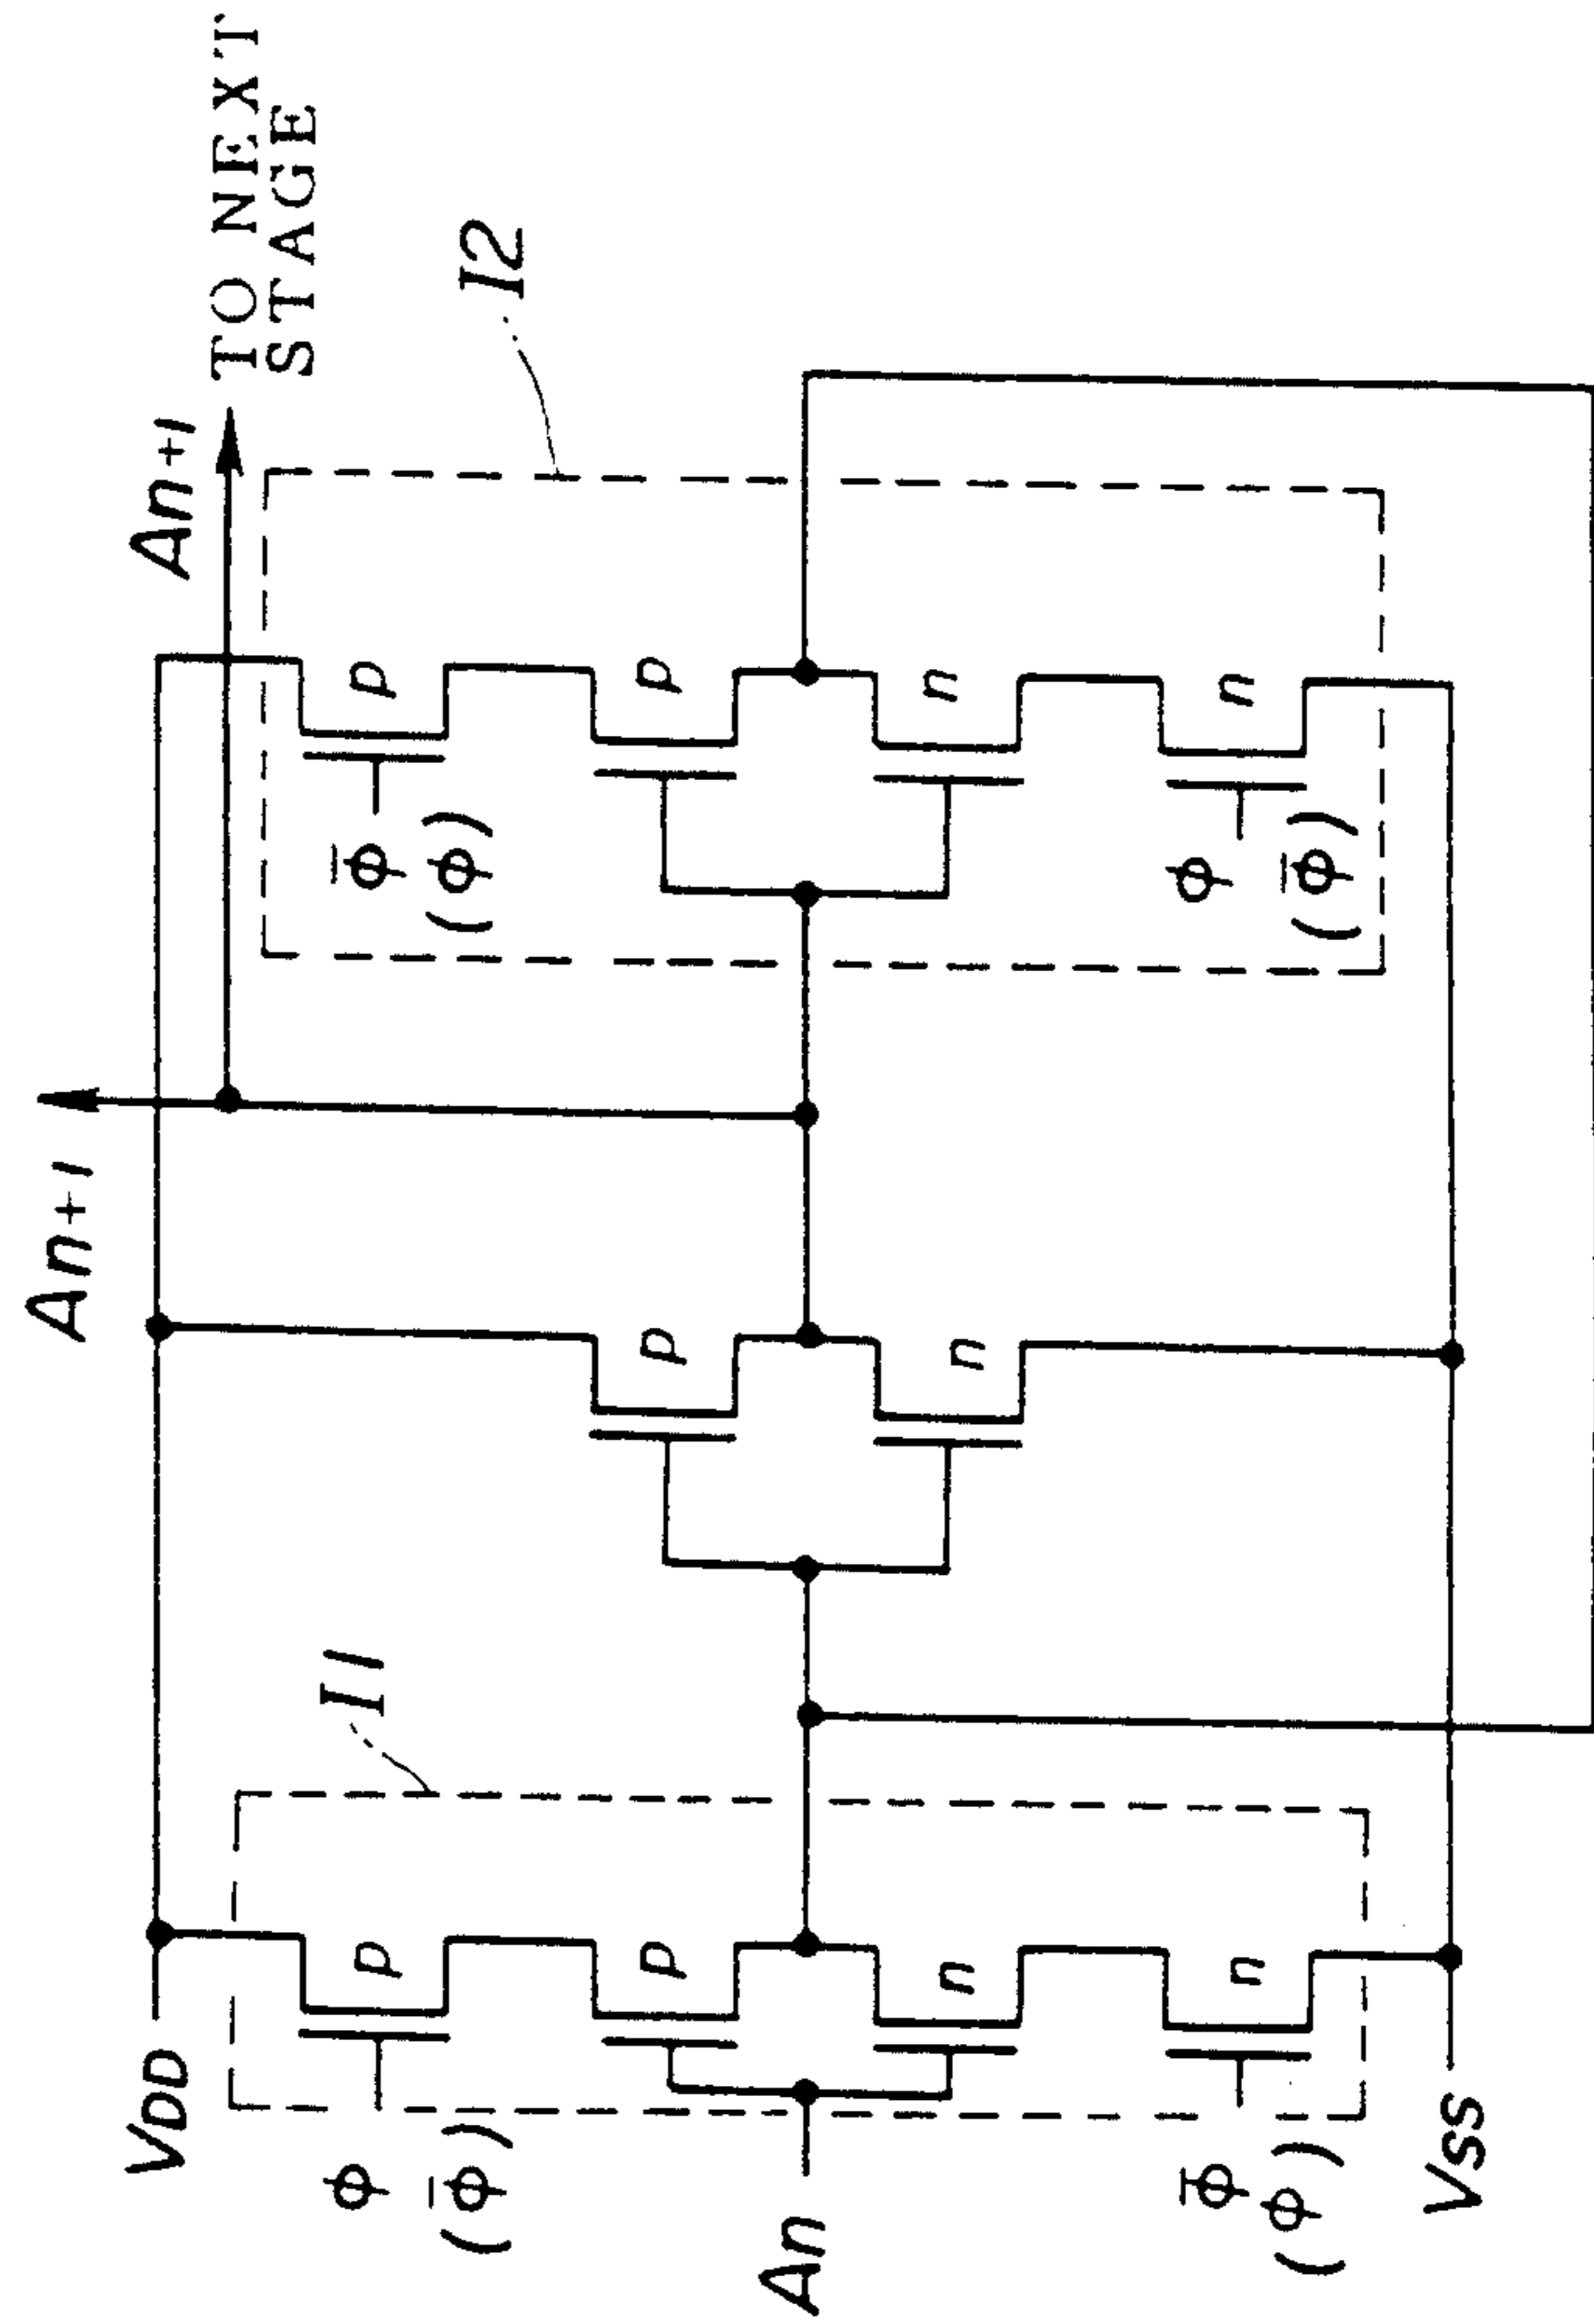 An+1
An+1
TO NEXT
STAGE
VDD
I1
I2
ϕ
(ϕ̅)
p
p
n
n
ϕ̅
(ϕ)
An
p
n
ϕ̅
(ϕ)
p
p
n
n
ϕ
(ϕ̅)
VSS